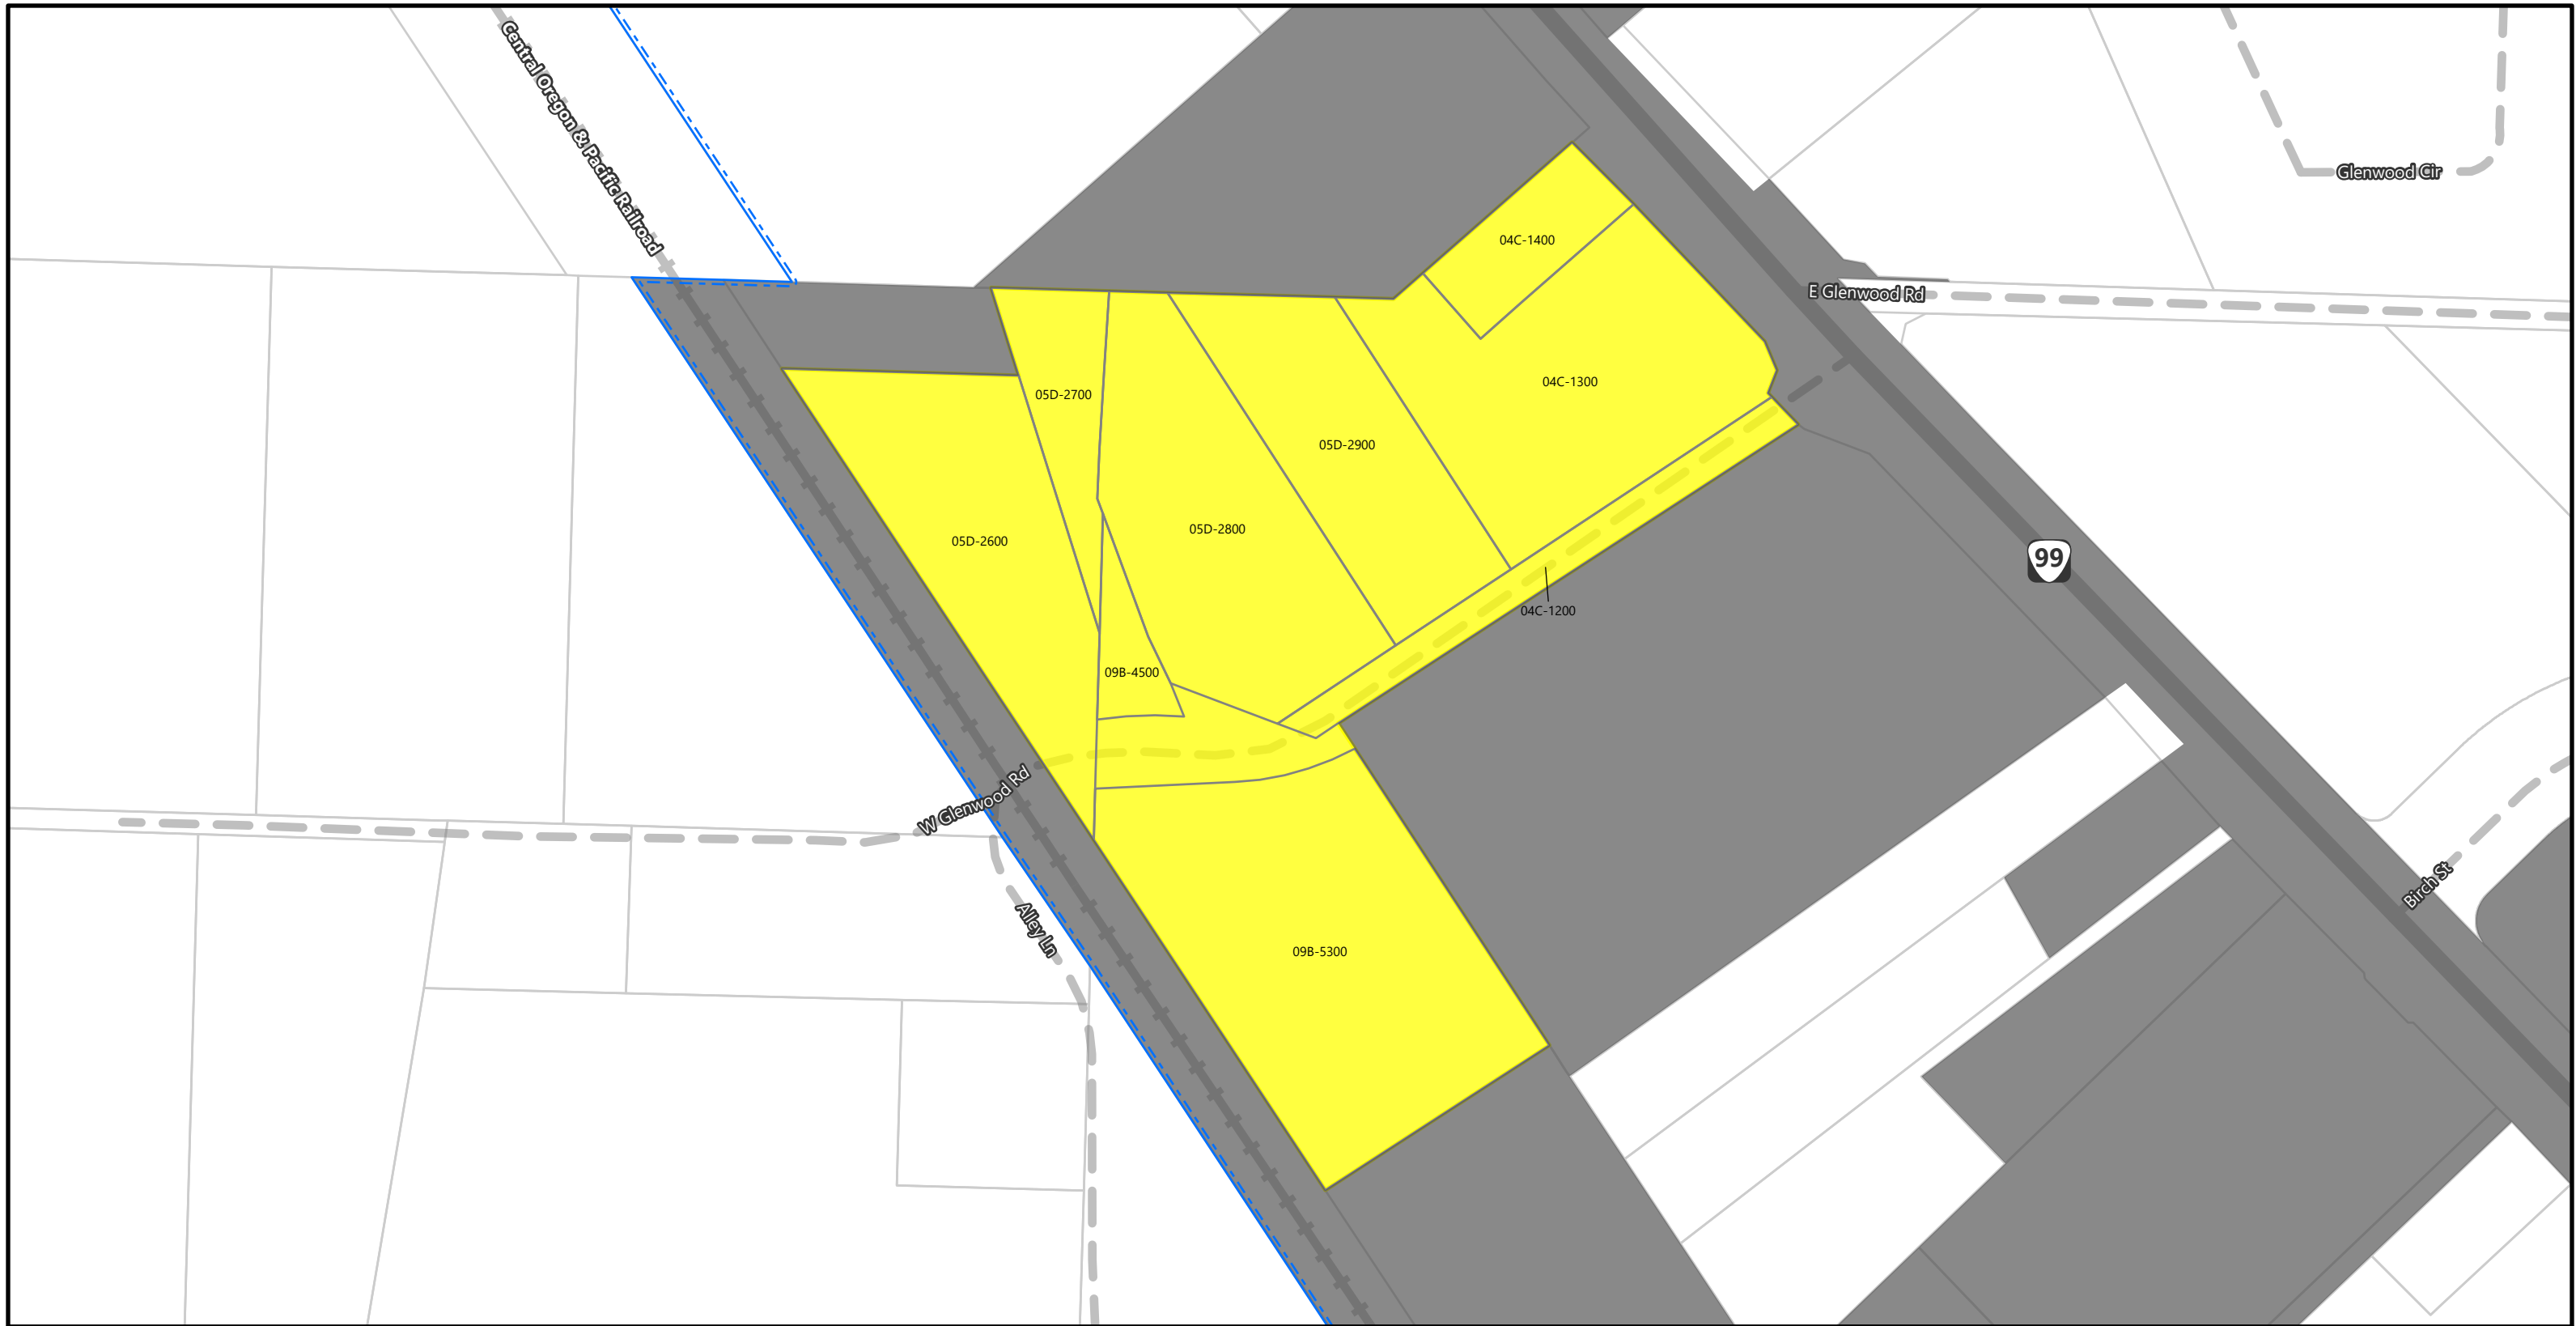 Central Oregon & Pacific Railroad
Glenwood Cir
04C-1400
E Glenwood Rd
04C-1300
05D-2700
05D-2900
05D-2800
05D-2600
99
04C-1200
09B-4500
W Glenwood Rd
Birch St
Alley Ln
09B-5300